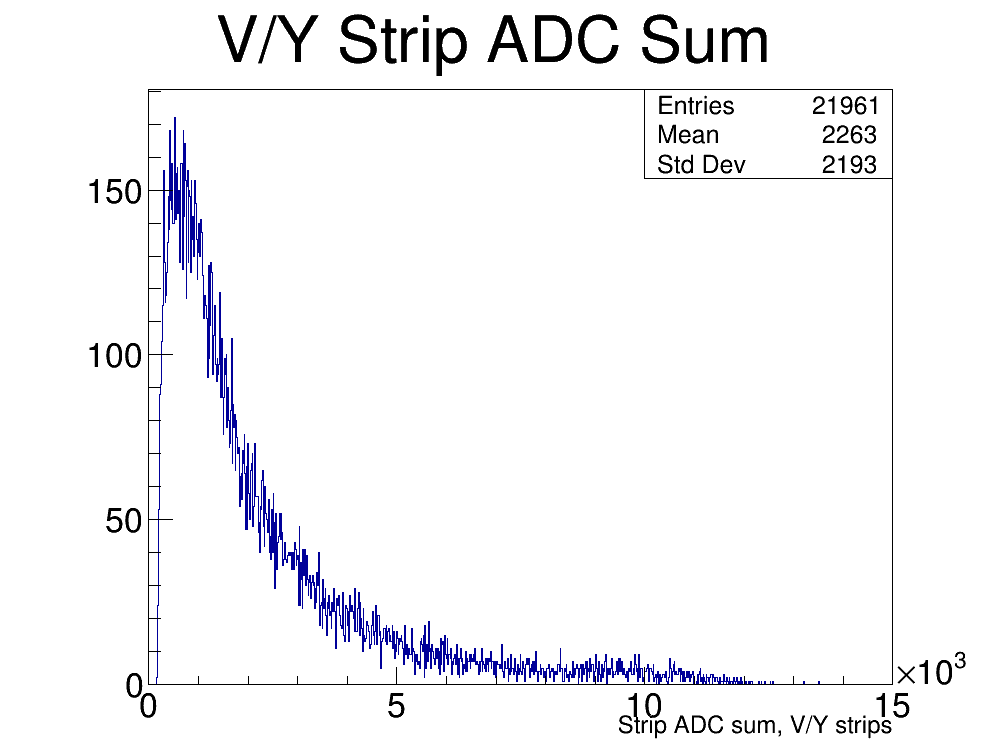 V/Y Strip ADC Sum
Entries 21961
Mean 2263
Std Dev 2193
150
100
50
0
0 5 10 15
×10³
Strip ADC sum, V/Y strips